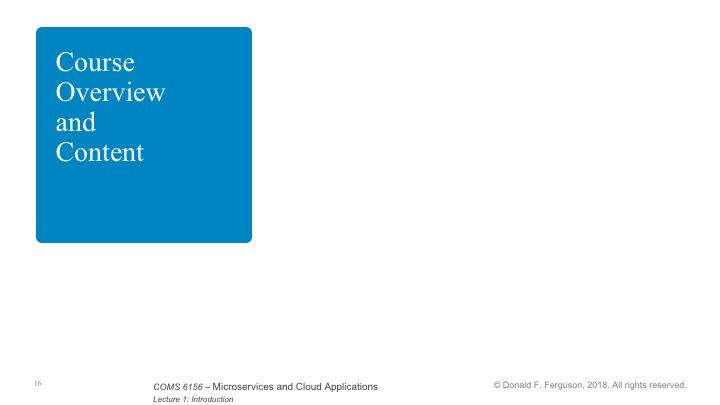 Course
Overview
and
Content
16
COMS 6156 – Microservices and Cloud Applications
Lecture 1: Introduction
© Donald F. Ferguson, 2018. All rights reserved.